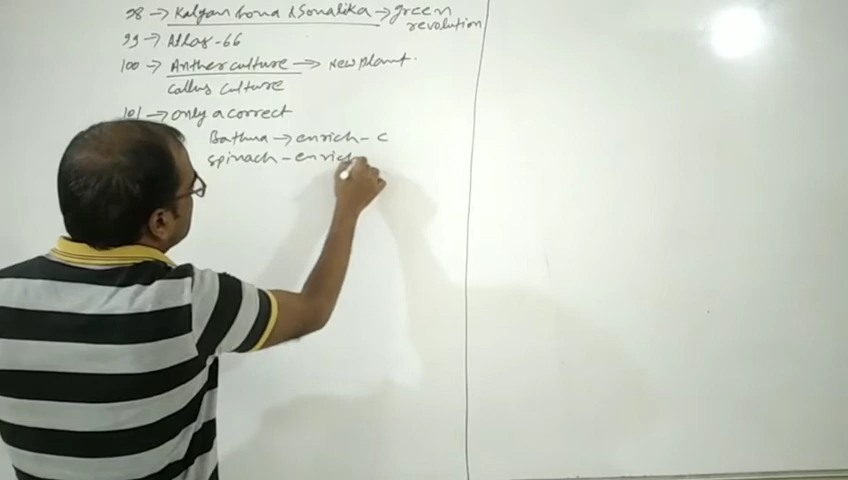 98 → Kalyan Sona & Sonalika → green
revolution
99 → Atlas-66
100 → Anther culture → New plant.
callus culture
101 → only a correct
Bathua → enrich - C
Spinach - enrich